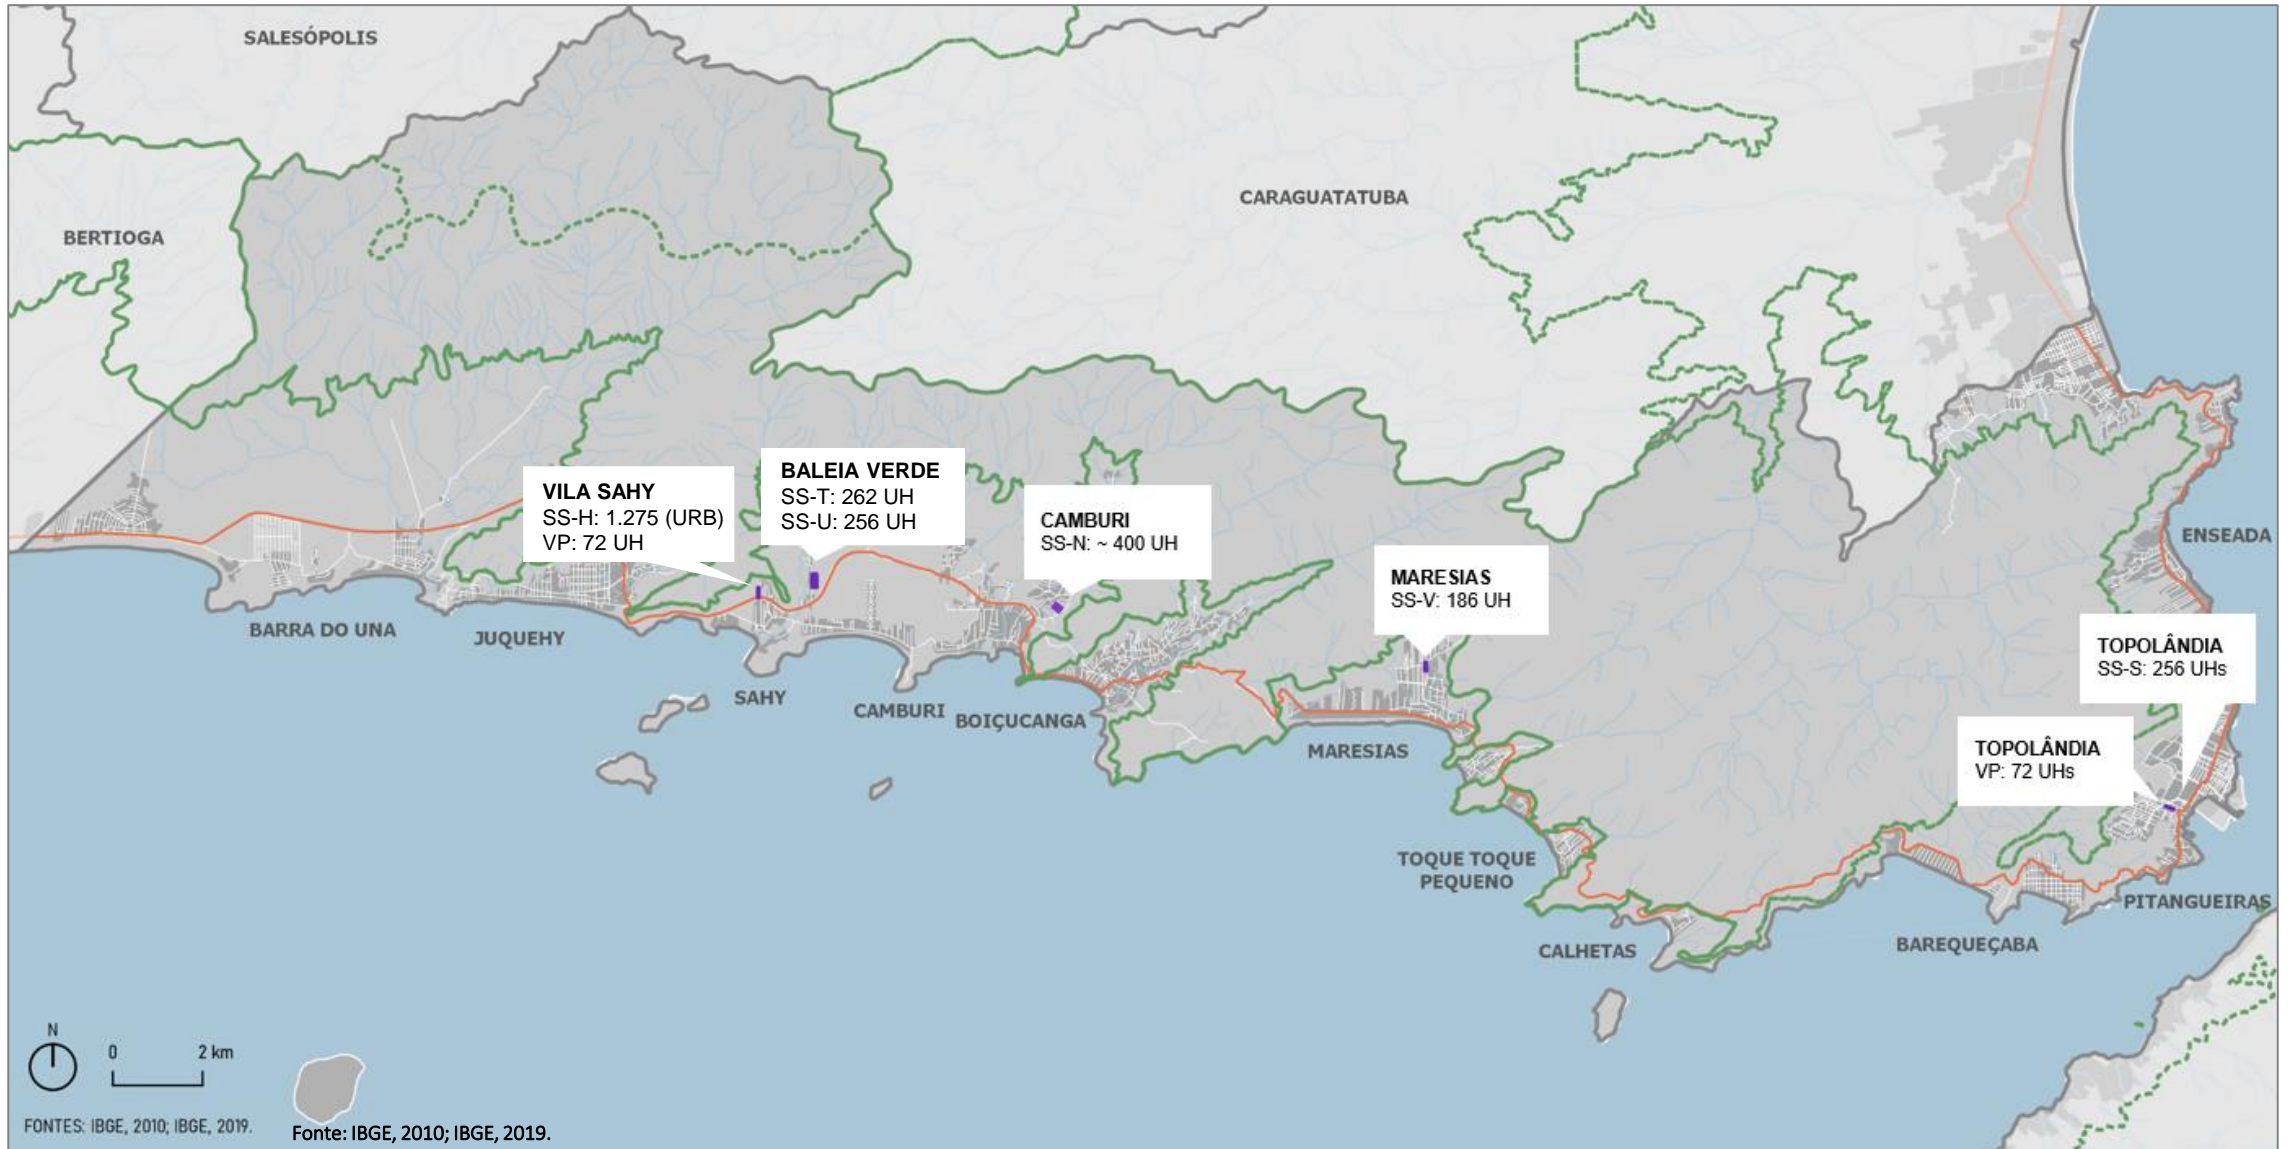 SALESÓPOLIS
CARAGUATATUBA
BERTIOGA
VILA SAHY
SS-H: 1.275 (URB)
VP: 72 UH
BALEIA VERDE
SS-T: 262 UH
SS-U: 256 UH
CAMBURI
SS-N: ~ 400 UH
MARESIAS
SS-V: 186 UH
ENSEADA
TOPOLÂNDIA
SS-S: 256 UHs
TOPOLÂNDIA
VP: 72 UHs
BARRA DO UNA
JUQUEHY
SAHY
CAMBURI
BOIÇUCANGA
MARESIAS
TOQUE TOQUE
PEQUENO
CALHETAS
BAREQUEÇABA
PITANGUEIRAS
N
0 2 km
FONTES: IBGE, 2010; IBGE, 2019.
Fonte: IBGE, 2010; IBGE, 2019.